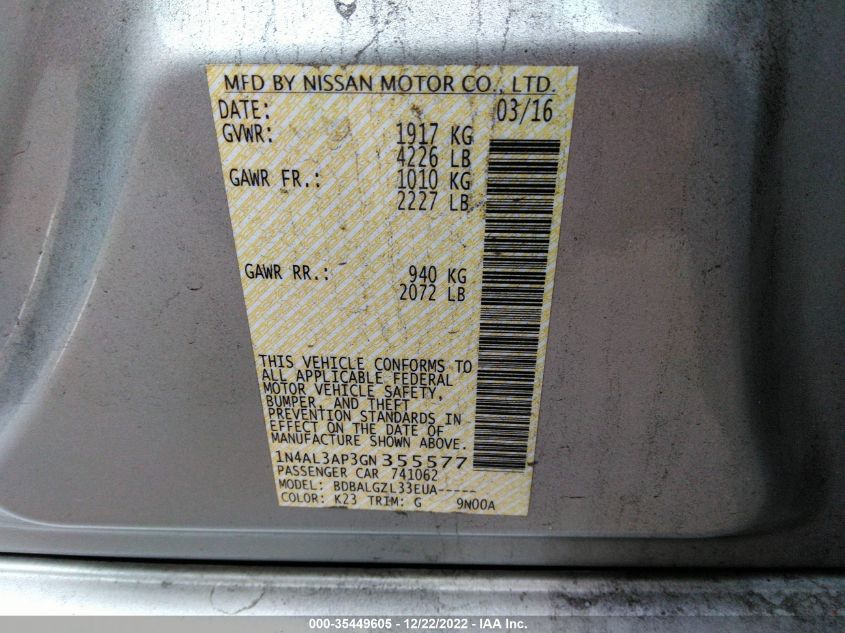 MFD BY NISSAN MOTOR CO., LTD.
DATE: 03/16
GVWR: 1917 KG
4226 LB
GAWR FR.: 1010 KG
2227 LB
GAWR RR.: 940 KG
2072 LB
THIS VEHICLE CONFORMS TO
ALL APPLICABLE FEDERAL
MOTOR VEHICLE SAFETY,
BUMPER, AND THEFT
PREVENTION STANDARDS IN
EFFECT ON THE DATE OF
MANUFACTURE SHOWN ABOVE.
1N4AL3AP3GN355577
PASSENGER CAR 741062
MODEL: BDBALGZL33EUA-----
COLOR: K23 TRIM: G 9N00A
000-35449605 - 12/22/2022 - IAA Inc.